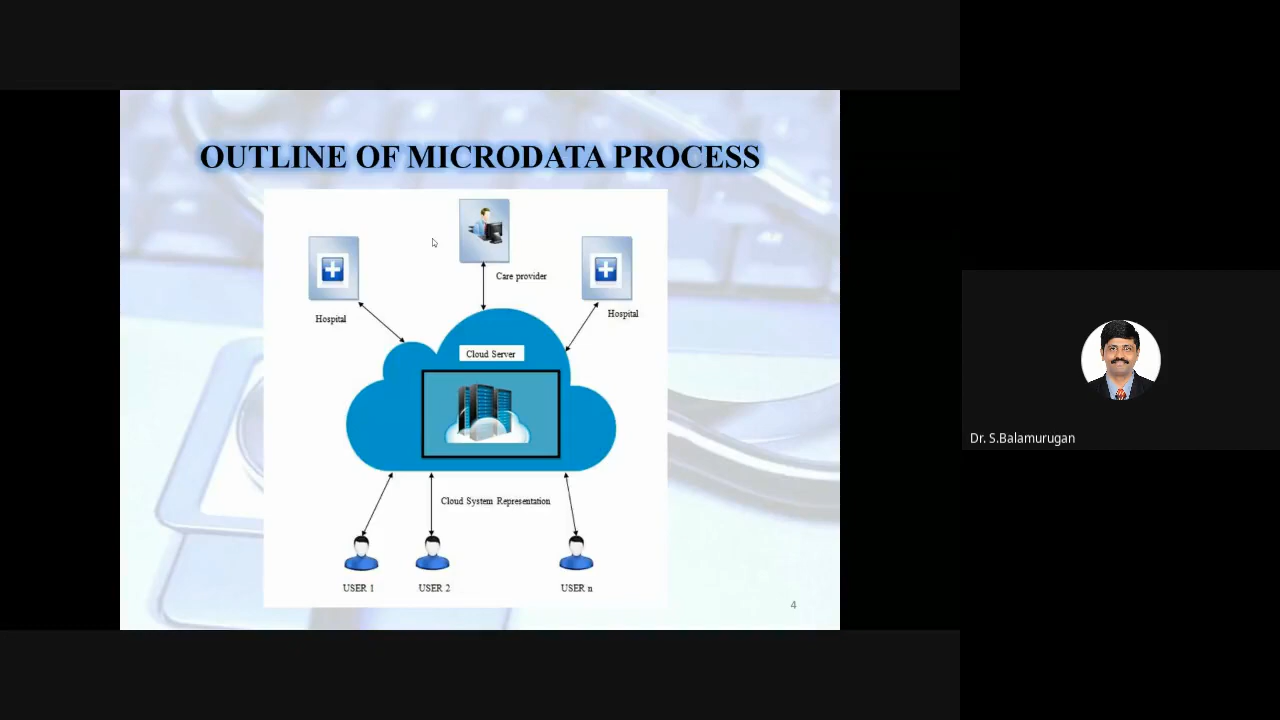 OUTLINE OF MICRODATA PROCESS
Care provider
Hospital
Hospital
Cloud Server
Cloud System Representation
USER 1
USER 2
USER n
4
Dr. S.Balamurugan